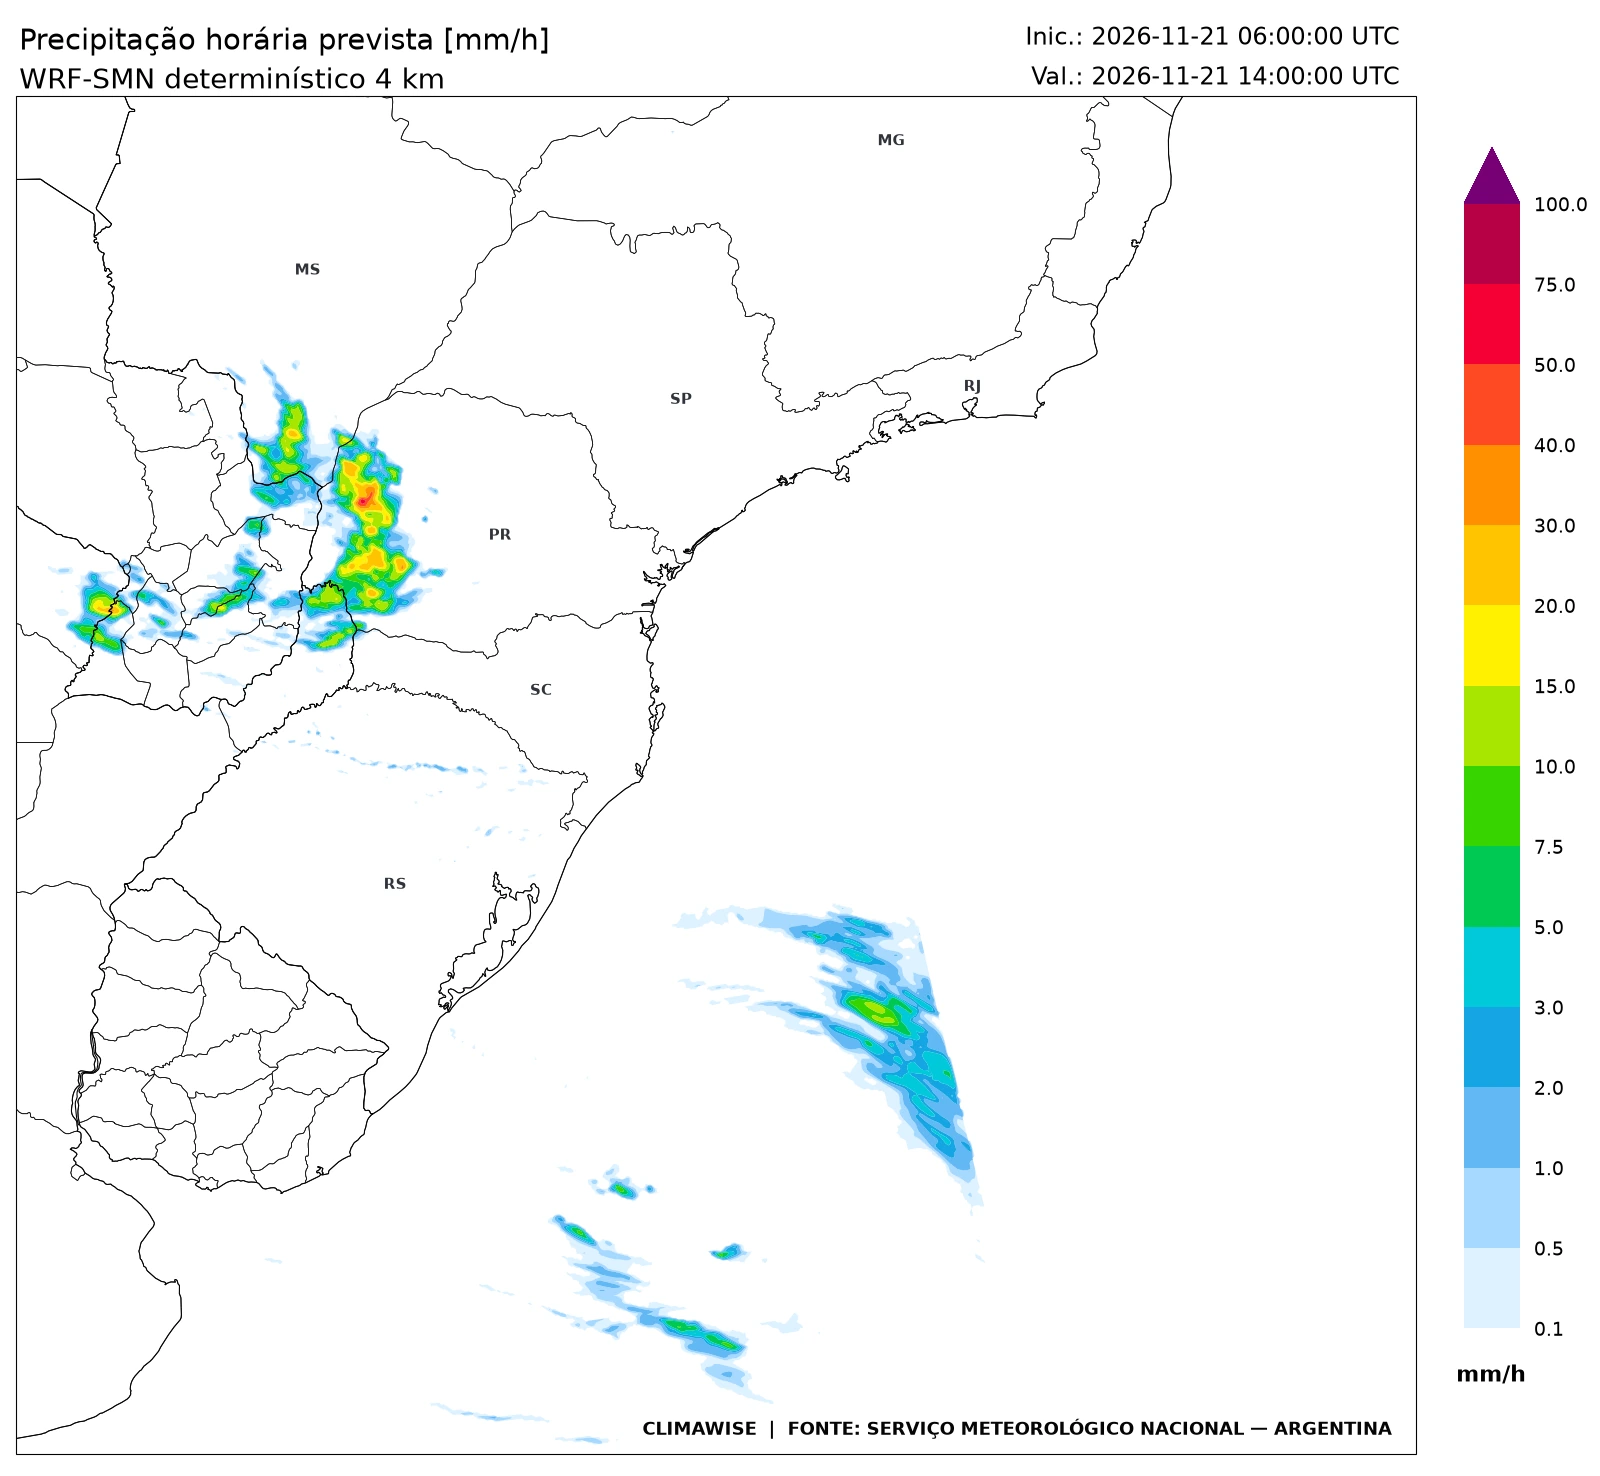 Precipitação horária prevista [mm/h]
WRF-SMN determinístico 4 km
Inic.: 2026-11-21 06:00:00 UTC
Val.: 2026-11-21 14:00:00 UTC
MG
MS
RJ
SP
PR
SC
RS
100.0
75.0
50.0
40.0
30.0
20.0
15.0
10.0
7.5
5.0
3.0
2.0
1.0
0.5
0.1
mm/h
CLIMAWISE | FONTE: SERVIÇO METEOROLÓGICO NACIONAL — ARGENTINA